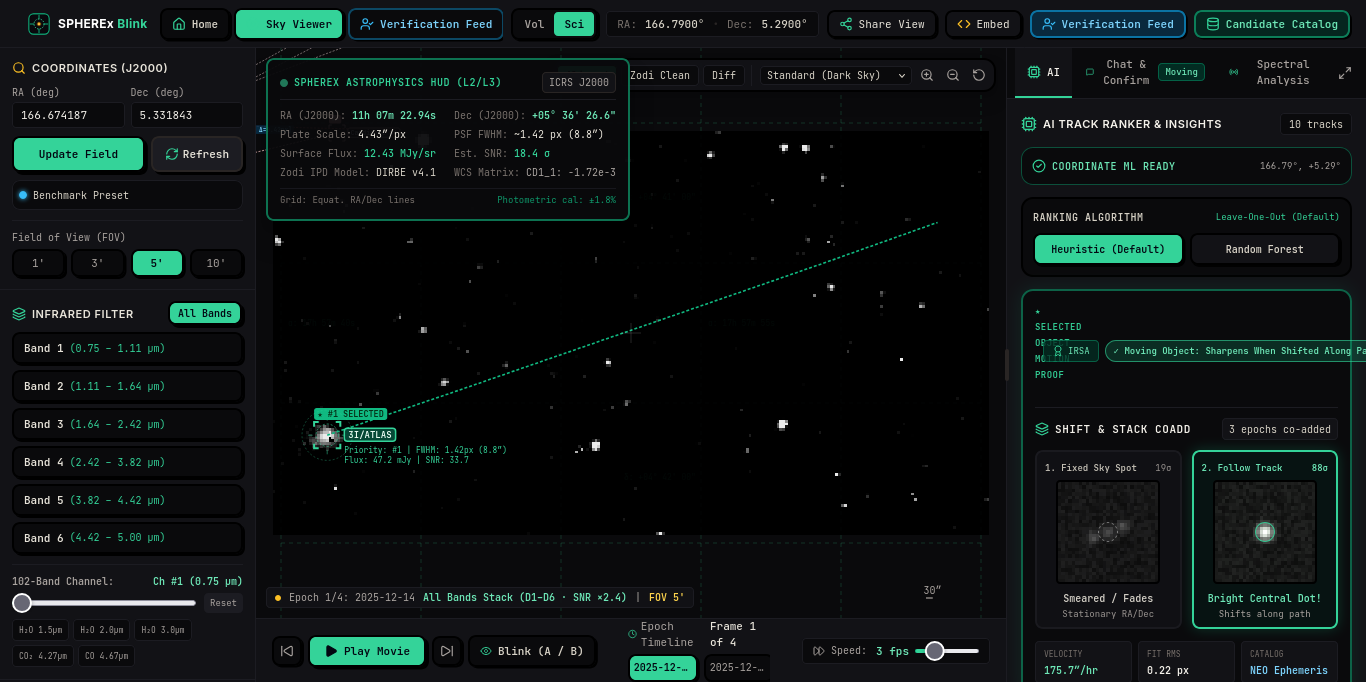 SPHEREx Blink
Home
Sky Viewer
Verification Feed
Vol
Sci
RA: 166.7900° · Dec: 5.2900°
Share View
Embed
Verification Feed
Candidate Catalog
COORDINATES (J2000)
RA (deg)
Dec (deg)
166.674187
5.331843
Update Field
Refresh
Benchmark Preset
Field of View (FOV)
1'
3'
5'
10'
INFRARED FILTER
All Bands
Band 1 (0.75 – 1.11 µm)
Band 2 (1.11 – 1.64 µm)
Band 3 (1.64 – 2.42 µm)
Band 4 (2.42 – 3.82 µm)
Band 5 (3.82 – 4.42 µm)
Band 6 (4.42 – 5.00 µm)
102-Band Channel:
Ch #1 (0.75 µm)
Reset
H₂O 1.5µm
H₂O 2.0µm
H₂O 3.0µm
CO₂ 4.27µm
CO 4.67µm
SPHEREX ASTROPHYSICS HUD (L2/L3)
ICRS J2000
RA (J2000): 11h 07m 22.94s
Dec (J2000): +05° 36' 26.6"
Plate Scale: 4.43″/px
PSF FWHM: ~1.42 px (8.8″)
Surface Flux: 12.43 MJy/sr
Est. SNR: 18.4 σ
Zodi IPD Model: DIRBE v4.1
WCS Matrix: CD1_1: -1.72e-3
Grid: Equat. RA/Dec lines
Photometric cal: ±1.8%
Zodi Clean
Diff
Standard (Dark Sky)
★ #1 SELECTED
3I/ATLAS
Priority: #1 | FWHM: 1.42px (8.8″)
Flux: 47.2 mJy | SNR: 33.7
Epoch 1/4: 2025-12-14 All Bands Stack (D1–D6 · SNR ×2.4) | FOV 5'
30″
Play Movie
Blink (A / B)
Epoch Timeline
Frame 1 of 4
2025-12-…
2025-12-…
Speed: 3 fps
AI
Chat & Confirm
Moving
Spectral Analysis
AI TRACK RANKER & INSIGHTS
10 tracks
COORDINATE ML READY
166.79°, +5.29°
RANKING ALGORITHM
Leave-One-Out (Default)
Heuristic (Default)
Random Forest
★
SELECTED
OBJECT
MOTION
PROOF
IRSA
✓ Moving Object: Sharpens When Shifted Along
SHIFT & STACK COADD
3 epochs co-added
1. Fixed Sky Spot
19σ
Smeared / Fades
Stationary RA/Dec
2. Follow Track
88σ
Bright Central Dot!
Shifts along path
VELOCITY
175.7″/hr
FIT RMS
0.22 px
CATALOG
NEO Ephemeris